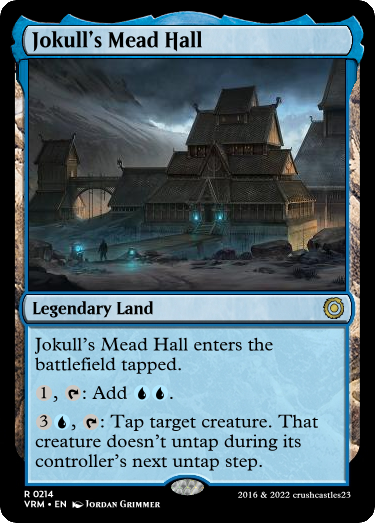 Jokull's Mead Hall
Legendary Land
Jokull's Mead Hall enters the
battlefield tapped.
1, : Add .
3, : Tap target creature. That
creature doesn't untap during its
controller's next untap step.
R 0214
VRM • EN Jordan Grimmer
2016 & 2022 crushcastles23